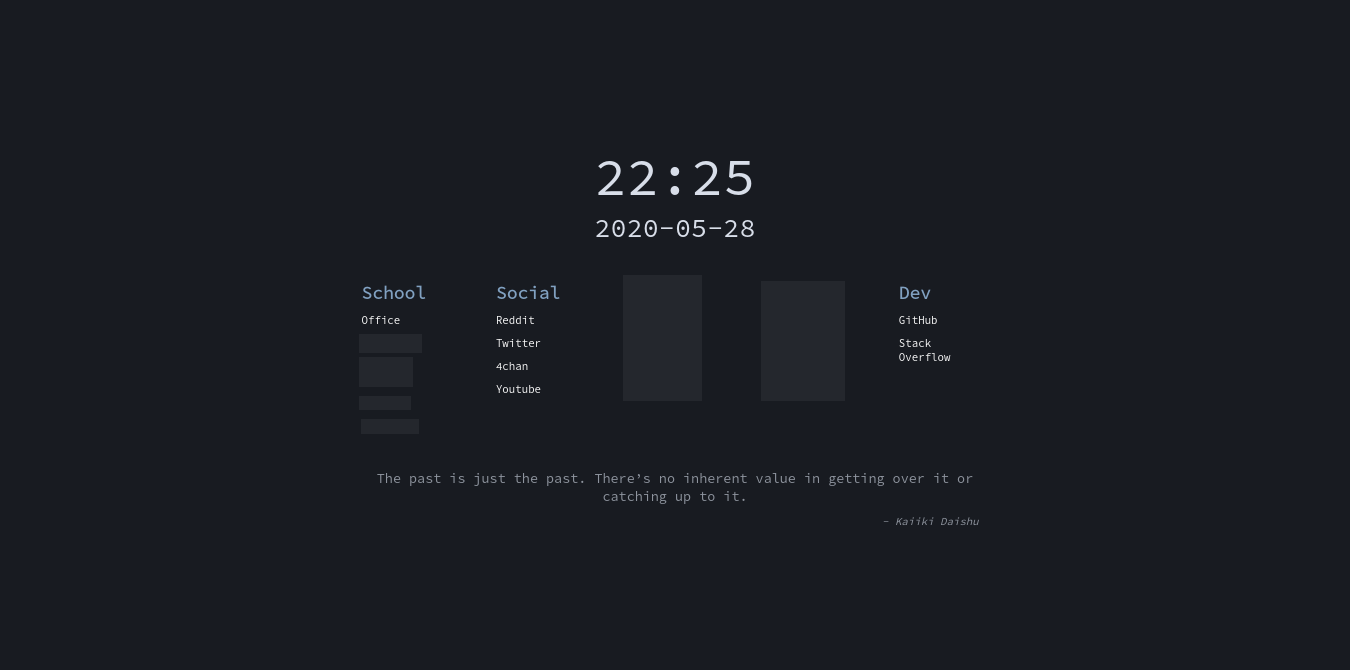 22:25
2020-05-28
School
Office
Social
Reddit
Twitter
4chan
Youtube
Dev
GitHub
Stack
Overflow
The past is just the past. There’s no inherent value in getting over it or
catching up to it.
- Kaiiki Daishu